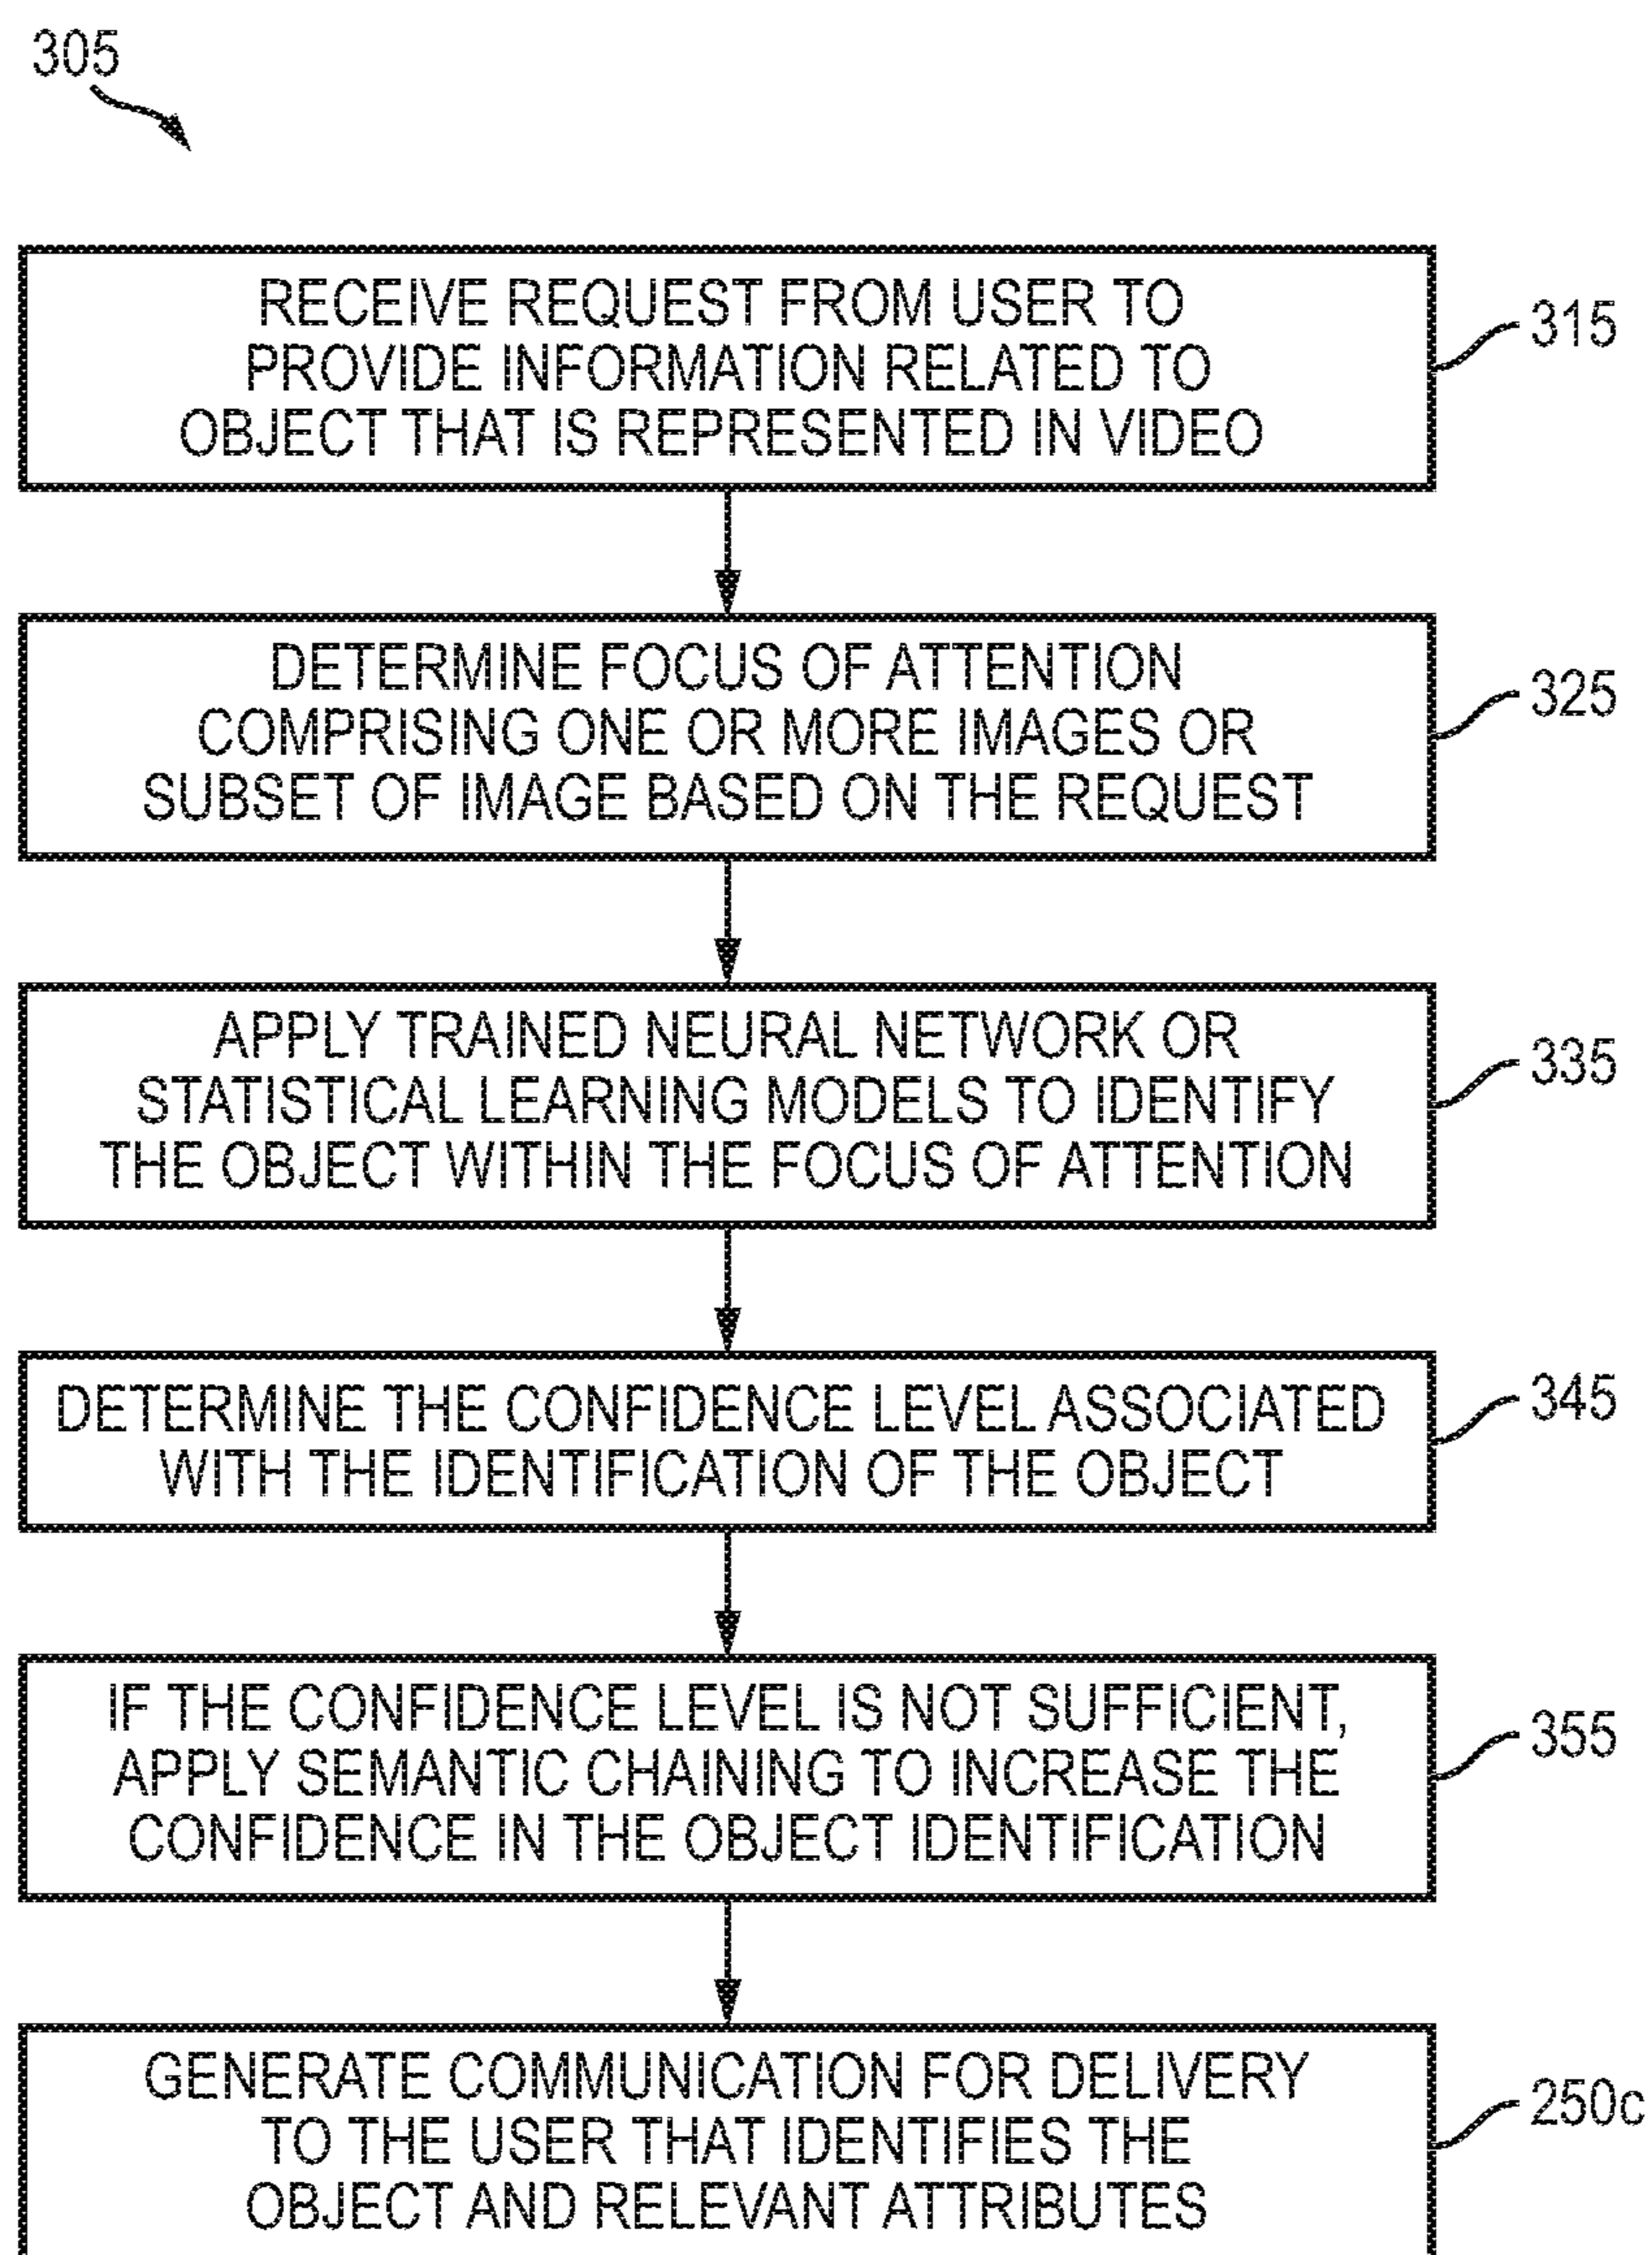 305
RECEIVE REQUEST FROM USER TO
PROVIDE INFORMATION RELATED TO
OBJECT THAT IS REPRESENTED IN VIDEO
315
DETERMINE FOCUS OF ATTENTION
COMPRISING ONE OR MORE IMAGES OR
SUBSET OF IMAGE BASED ON THE REQUEST
325
APPLY TRAINED NEURAL NETWORK OR
STATISTICAL LEARNING MODELS TO IDENTIFY
THE OBJECT WITHIN THE FOCUS OF ATTENTION
335
DETERMINE THE CONFIDENCE LEVEL ASSOCIATED
WITH THE IDENTIFICATION OF THE OBJECT
345
IF THE CONFIDENCE LEVEL IS NOT SUFFICIENT,
APPLY SEMANTIC CHAINING TO INCREASE THE
CONFIDENCE IN THE OBJECT IDENTIFICATION
355
GENERATE COMMUNICATION FOR DELIVERY
TO THE USER THAT IDENTIFIES THE
OBJECT AND RELEVANT ATTRIBUTES
250c